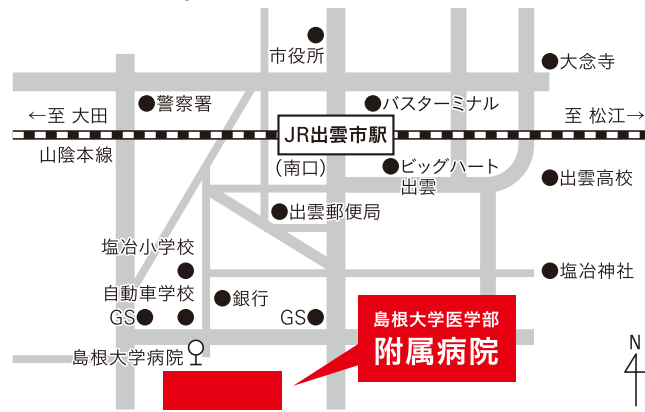 市役所
大念寺
警察署
バスターミナル
←至 大田
至 松江→
JR出雲市駅
山陰本線
(南口)
ビッグハート
出雲
出雲高校
出雲郵便局
塩冶小学校
塩冶神社
自動車学校
銀行
GS
GS
島根大学医学部
附属病院
島根大学病院
N